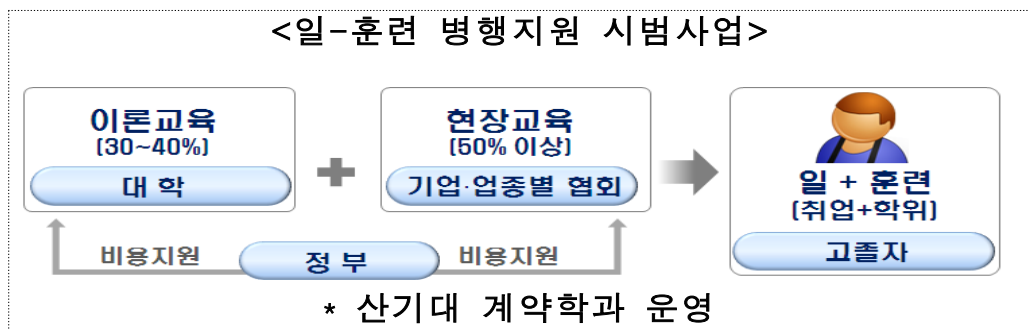 <일-훈련 병행지원 시범사업>
이론교육
(30~40%)
대 학
현장교육
(50% 이상)
기업·업종별 협회
일 + 훈련
(취업+학위)
고졸자
비용지원
정 부
비용지원
* 산기대 계약학과 운영